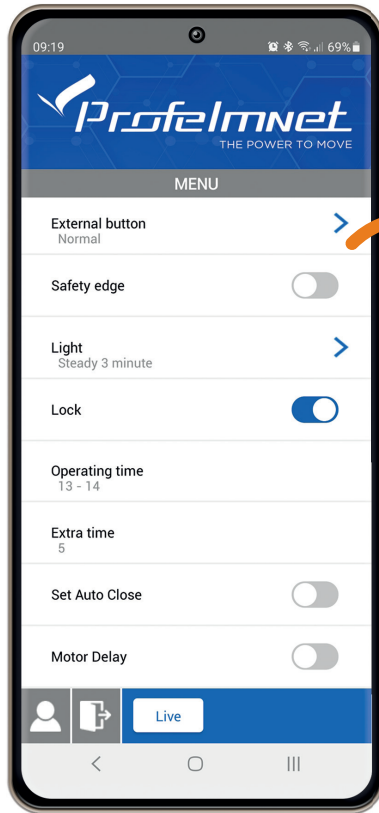 09:19
69%
Profelmnet
THE POWER TO MOVE
MENU
External button
Normal
Safety edge
Light
Steady 3 minute
Lock
Operating time
13 - 14
Extra time
5
Set Auto Close
Motor Delay
Live